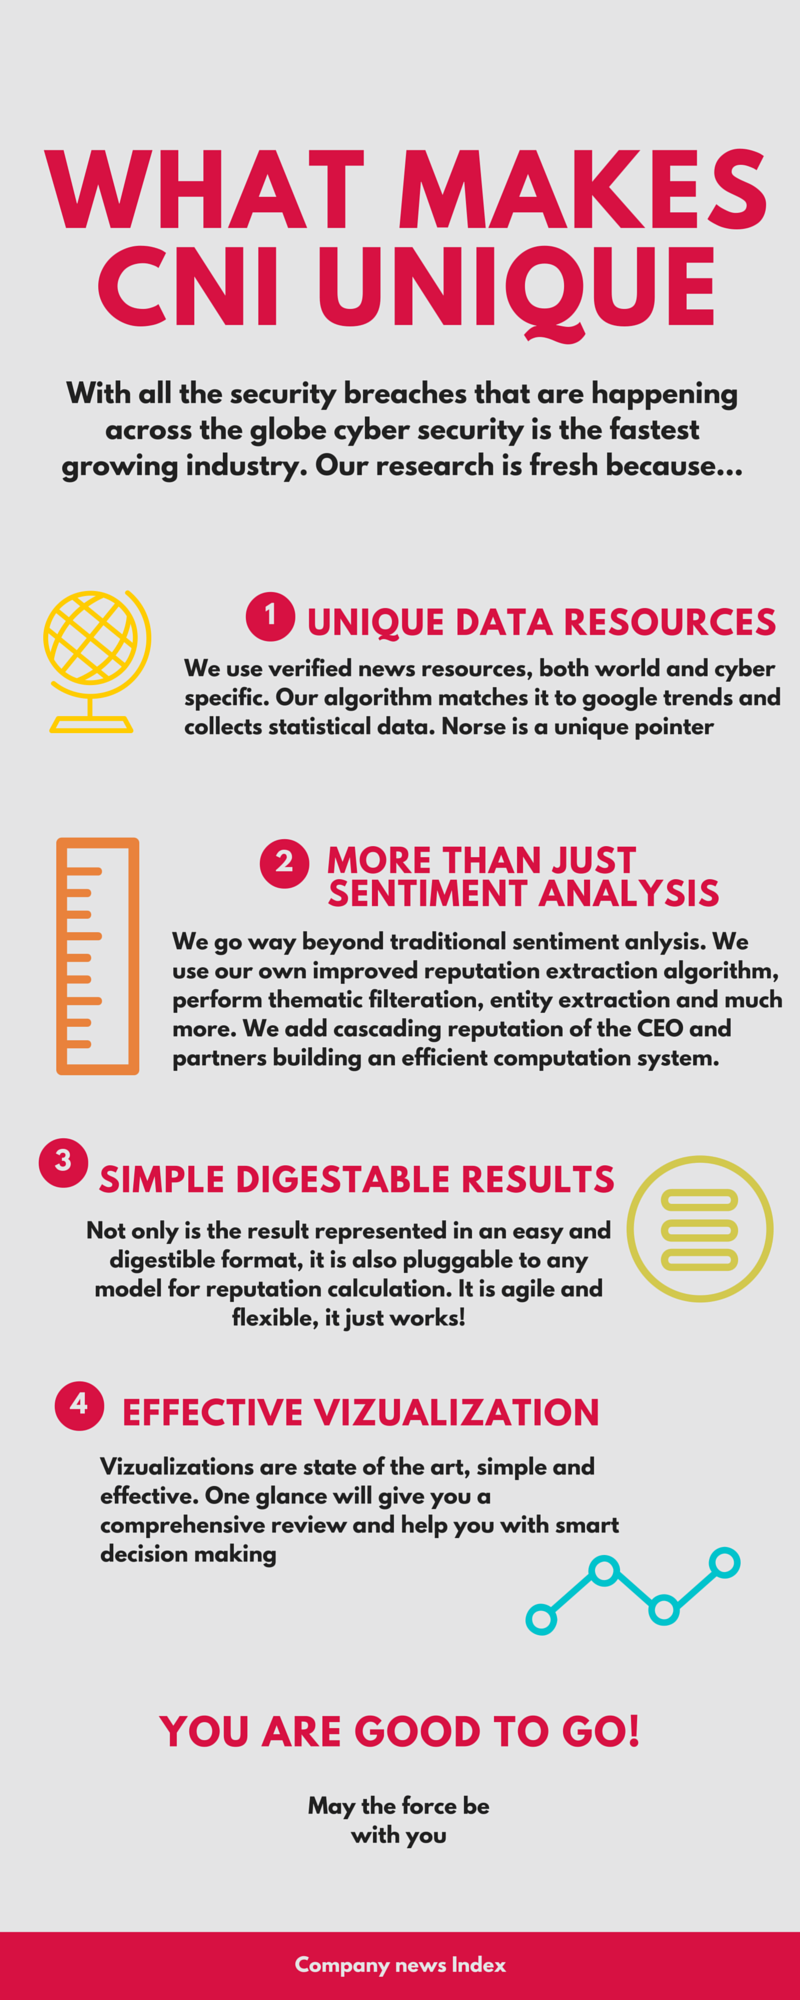 WHAT MAKES
CNI UNIQUE
With all the security breaches that are happening
across the globe cyber security is the fastest
growing industry. Our research is fresh because...
1
UNIQUE DATA RESOURCES
We use verified news resources, both world and cyber
specific. Our algorithm matches it to google trends and
collects statistical data. Norse is a unique pointer
2
MORE THAN JUST
SENTIMENT ANALYSIS
We go way beyond traditional sentiment anlysis. We
use our own improved reputation extraction algorithm,
perform thematic filteration, entity extraction and much
more. We add cascading reputation of the CEO and
partners building an efficient computation system.
3
SIMPLE DIGESTABLE RESULTS
Not only is the result represented in an easy and
digestible format, it is also pluggable to any
model for reputation calculation. It is agile and
flexible, it just works!
4
EFFECTIVE VIZUALIZATION
Vizualizations are state of the art, simple and
effective. One glance will give you a
comprehensive review and help you with smart
decision making
YOU ARE GOOD TO GO!
May the force be
with you
Company news Index